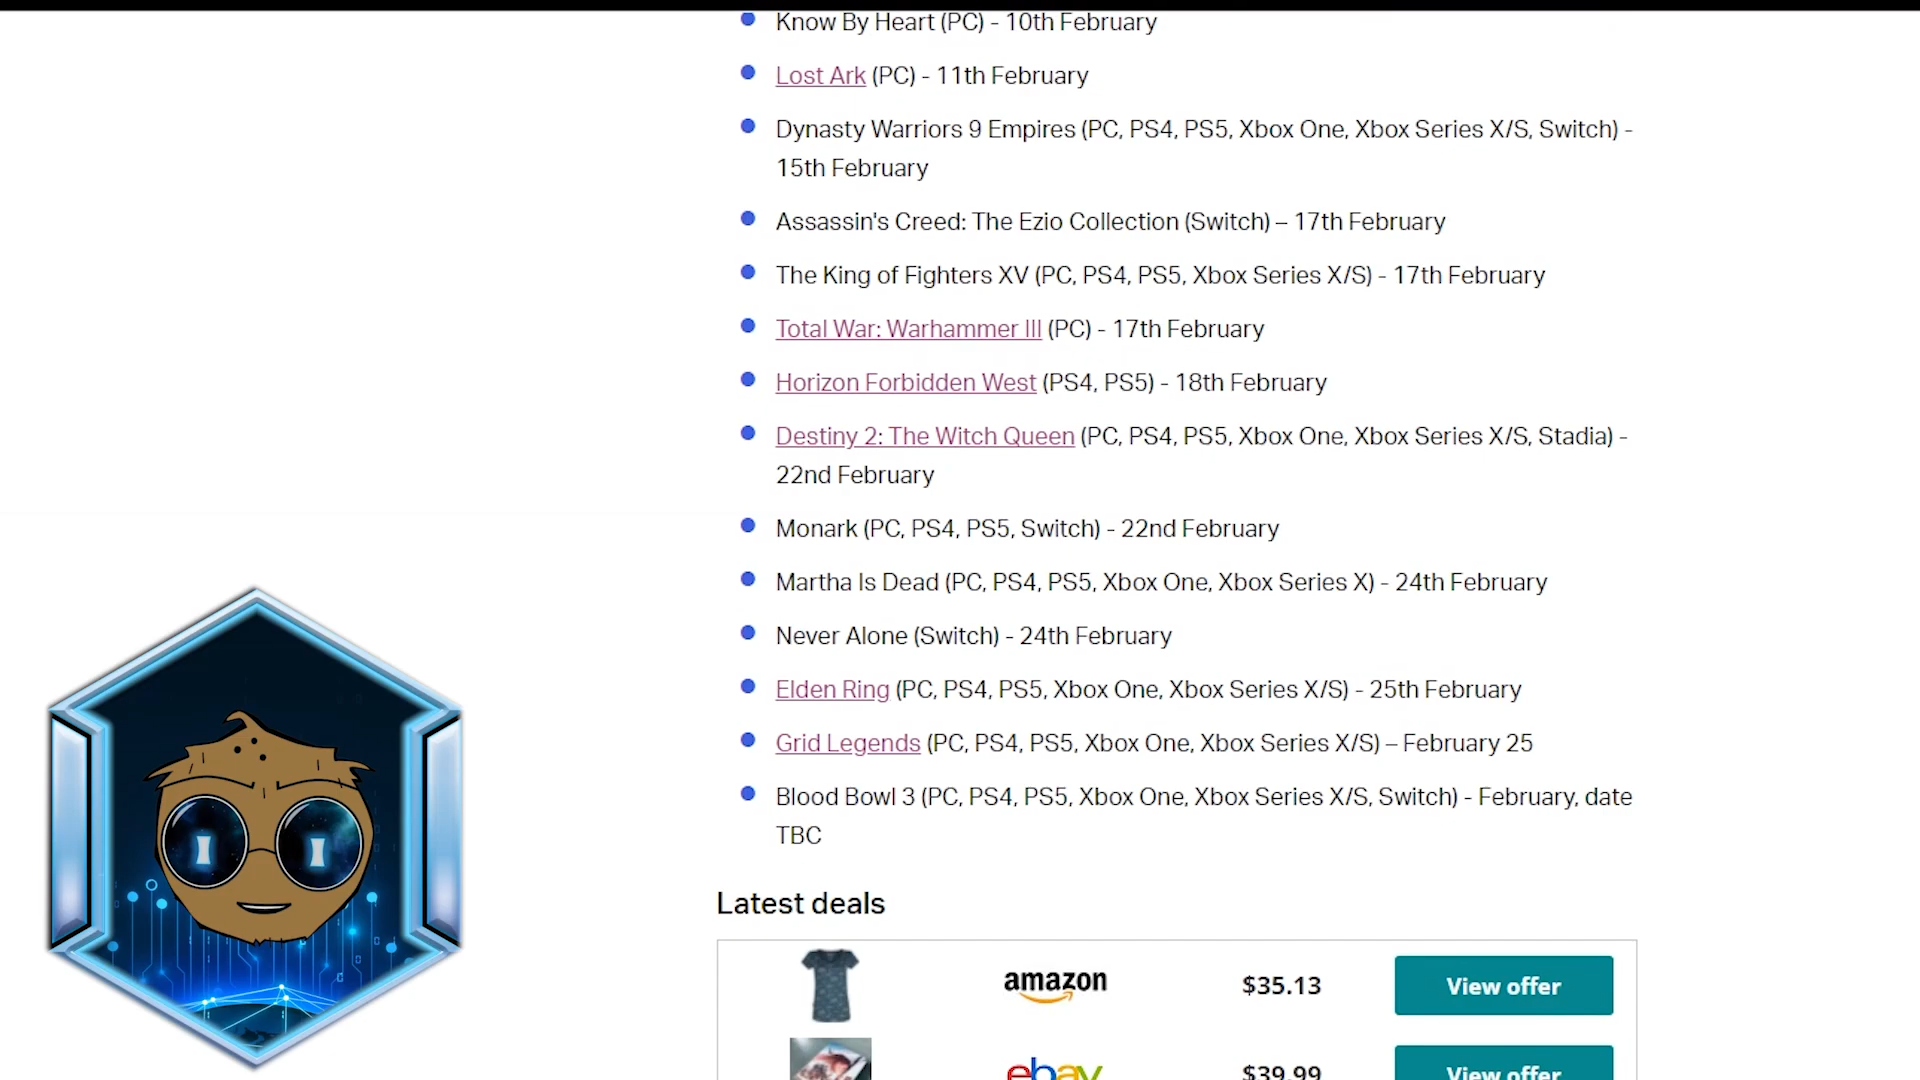 Know By Heart (PC) - 10th February
Lost Ark (PC) - 11th February
Dynasty Warriors 9 Empires (PC, PS4, PS5, Xbox One, Xbox Series X/S, Switch) -
15th February
Assassin's Creed: The Ezio Collection (Switch) – 17th February
The King of Fighters XV (PC, PS4, PS5, Xbox Series X/S) - 17th February
Total War: Warhammer III (PC) - 17th February
Horizon Forbidden West (PS4, PS5) - 18th February
Destiny 2: The Witch Queen (PC, PS4, PS5, Xbox One, Xbox Series X/S, Stadia) -
22nd February
Monark (PC, PS4, PS5, Switch) - 22nd February
Martha Is Dead (PC, PS4, PS5, Xbox One, Xbox Series X) - 24th February
Never Alone (Switch) - 24th February
Elden Ring (PC, PS4, PS5, Xbox One, Xbox Series X/S) - 25th February
Grid Legends (PC, PS4, PS5, Xbox One, Xbox Series X/S) – February 25
Blood Bowl 3 (PC, PS4, PS5, Xbox One, Xbox Series X/S, Switch) - February, date
TBC
Latest deals
amazon $35.13 View offer
ebay $39.99 View offer